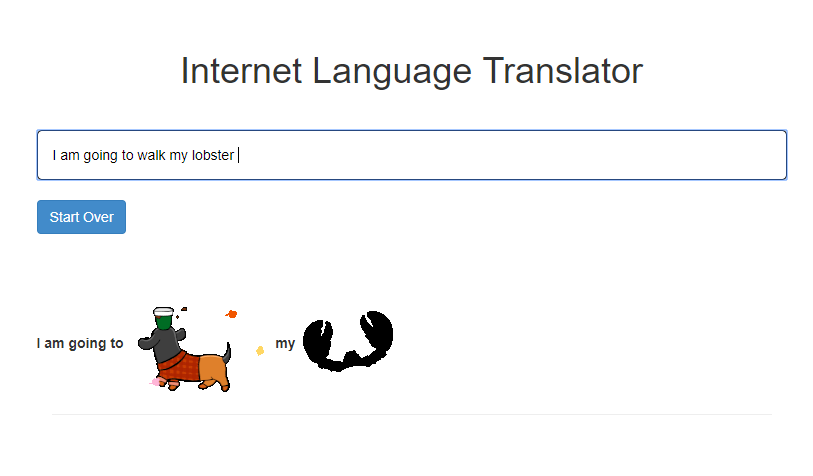 Internet Language Translator
I am going to walk my lobster
Start Over
I am going to my